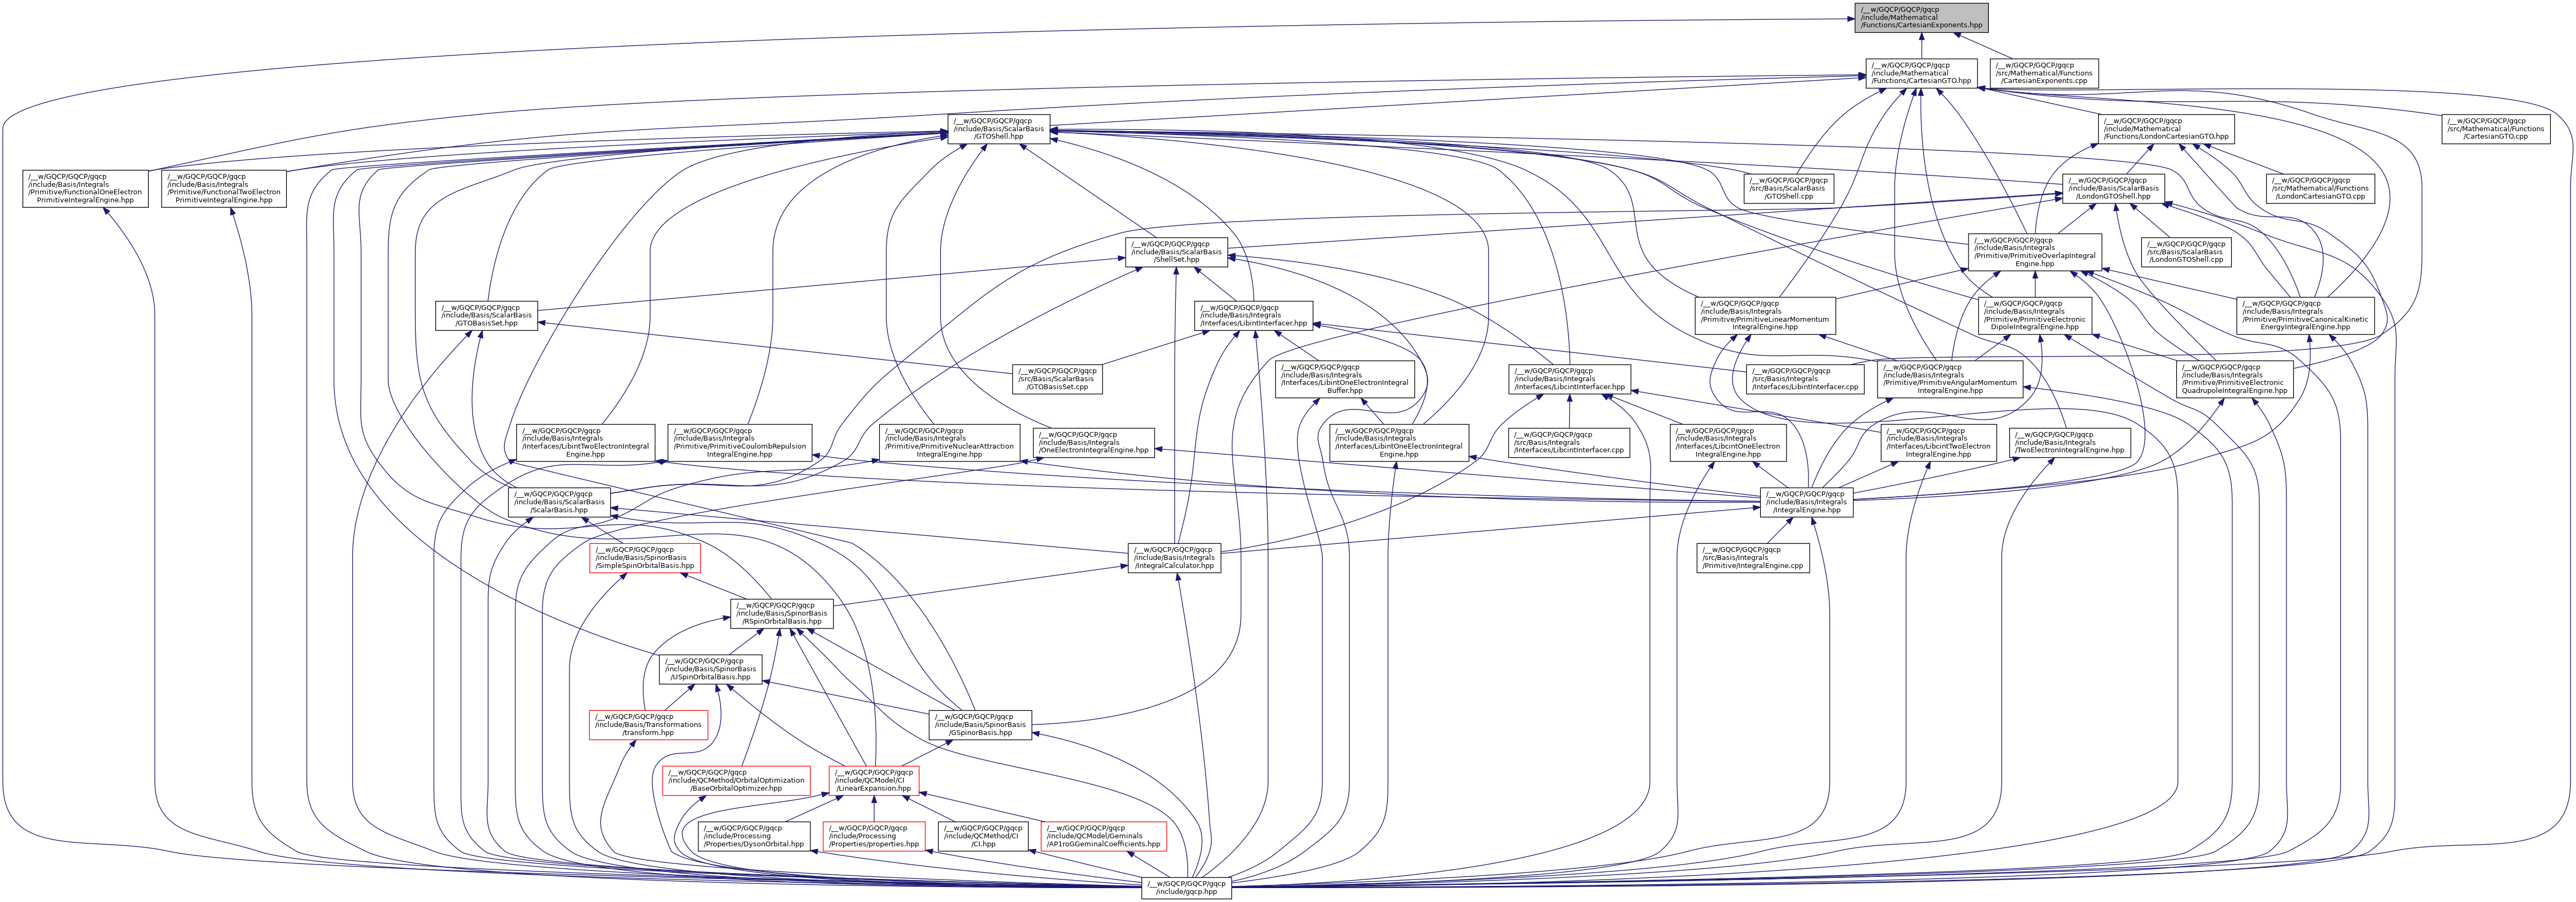 /__w/GQCP/GQCP/gqcp
/include/Mathematical
/Functions/CartesianExponents.hpp
/__w/GQCP/GQCP/gqcp
/include/Mathematical
/Functions/CartesianGTO.hpp
/__w/GQCP/GQCP/gqcp
/src/Mathematical/Functions
/CartesianExponents.cpp
/__w/GQCP/GQCP/gqcp
/include/Basis/ScalarBasis
/GTOShell.hpp
/__w/GQCP/GQCP/gqcp
/include/Mathematical
/Functions/LondonCartesianGTO.hpp
/__w/GQCP/GQCP/gqcp
/src/Mathematical/Functions
/CartesianGTO.cpp
/__w/GQCP/GQCP/gqcp
/include/Basis/Integrals
/Primitive/FunctionalOneElectron
PrimitiveIntegralEngine.hpp
/__w/GQCP/GQCP/gqcp
/include/Basis/Integrals
/Primitive/FunctionalTwoElectron
PrimitiveIntegralEngine.hpp
/__w/GQCP/GQCP/gqcp
/src/Basis/ScalarBasis
/GTOShell.cpp
/__w/GQCP/GQCP/gqcp
/include/Basis/ScalarBasis
/LondonGTOShell.hpp
/__w/GQCP/GQCP/gqcp
/src/Mathematical/Functions
/LondonCartesianGTO.cpp
/__w/GQCP/GQCP/gqcp
/include/Basis/ScalarBasis
/ShellSet.hpp
/__w/GQCP/GQCP/gqcp
/include/Basis/Integrals
/Primitive/PrimitiveOverlapIntegral
Engine.hpp
/__w/GQCP/GQCP/gqcp
/src/Basis/ScalarBasis
/LondonGTOShell.cpp
/__w/GQCP/GQCP/gqcp
/include/Basis/ScalarBasis
/GTOBasisSet.hpp
/__w/GQCP/GQCP/gqcp
/include/Basis/Integrals
/Interfaces/LibintInterfacer.hpp
/__w/GQCP/GQCP/gqcp
/include/Basis/Integrals
/Primitive/PrimitiveLinearMomentum
IntegralEngine.hpp
/__w/GQCP/GQCP/gqcp
/include/Basis/Integrals
/Primitive/PrimitiveElectronic
DipoleIntegralEngine.hpp
/__w/GQCP/GQCP/gqcp
/include/Basis/Integrals
/Primitive/PrimitiveCanonicalKinetic
EnergyIntegralEngine.hpp
/__w/GQCP/GQCP/gqcp
/src/Basis/ScalarBasis
/GTOBasisSet.cpp
/__w/GQCP/GQCP/gqcp
/include/Basis/Integrals
/Interfaces/LibintOneElectronIntegral
Buffer.hpp
/__w/GQCP/GQCP/gqcp
/include/Basis/Integrals
/Interfaces/LibcintInterfacer.hpp
/__w/GQCP/GQCP/gqcp
/src/Basis/Integrals
/Interfaces/LibintInterfacer.cpp
/__w/GQCP/GQCP/gqcp
/include/Basis/Integrals
/Primitive/PrimitiveAngularMomentum
IntegralEngine.hpp
/__w/GQCP/GQCP/gqcp
/include/Basis/Integrals
/Primitive/PrimitiveElectronic
QuadrupoleIntegralEngine.hpp
/__w/GQCP/GQCP/gqcp
/include/Basis/Integrals
/Interfaces/LibintTwoElectronIntegral
Engine.hpp
/__w/GQCP/GQCP/gqcp
/include/Basis/Integrals
/Primitive/PrimitiveCoulombRepulsion
IntegralEngine.hpp
/__w/GQCP/GQCP/gqcp
/include/Basis/Integrals
/Primitive/PrimitiveNuclearAttraction
IntegralEngine.hpp
/__w/GQCP/GQCP/gqcp
/include/Basis/Integrals
/OneElectronIntegralEngine.hpp
/__w/GQCP/GQCP/gqcp
/include/Basis/Integrals
/Interfaces/LibintOneElectronIntegral
Engine.hpp
/__w/GQCP/GQCP/gqcp
/src/Basis/Integrals
/Interfaces/LibcintInterfacer.cpp
/__w/GQCP/GQCP/gqcp
/include/Basis/Integrals
/Interfaces/LibcintOneElectron
IntegralEngine.hpp
/__w/GQCP/GQCP/gqcp
/include/Basis/Integrals
/Interfaces/LibcintTwoElectron
IntegralEngine.hpp
/__w/GQCP/GQCP/gqcp
/include/Basis/Integrals
/TwoElectronIntegralEngine.hpp
/__w/GQCP/GQCP/gqcp
/include/Basis/ScalarBasis
/ScalarBasis.hpp
/__w/GQCP/GQCP/gqcp
/include/Basis/Integrals
/IntegralEngine.hpp
/__w/GQCP/GQCP/gqcp
/include/Basis/SpinorBasis
/SimpleSpinOrbitalBasis.hpp
/__w/GQCP/GQCP/gqcp
/include/Basis/Integrals
/IntegralCalculator.hpp
/__w/GQCP/GQCP/gqcp
/src/Basis/Integrals
/Primitive/IntegralEngine.cpp
/__w/GQCP/GQCP/gqcp
/include/Basis/SpinorBasis
/RSpinOrbitalBasis.hpp
/__w/GQCP/GQCP/gqcp
/include/Basis/SpinorBasis
/USpinOrbitalBasis.hpp
/__w/GQCP/GQCP/gqcp
/include/Basis/Transformations
/transform.hpp
/__w/GQCP/GQCP/gqcp
/include/Basis/SpinorBasis
/GSpinorBasis.hpp
/__w/GQCP/GQCP/gqcp
/include/QCMethod/OrbitalOptimization
/BaseOrbitalOptimizer.hpp
/__w/GQCP/GQCP/gqcp
/include/QCModel/CI
/LinearExpansion.hpp
/__w/GQCP/GQCP/gqcp
/include/Processing
/Properties/DysonOrbital.hpp
/__w/GQCP/GQCP/gqcp
/include/Processing
/Properties/properties.hpp
/__w/GQCP/GQCP/gqcp
/include/QCMethod/CI
/CI.hpp
/__w/GQCP/GQCP/gqcp
/include/QCModel/Geminals
/AP1roGGeminalCoefficients.hpp
/__w/GQCP/GQCP/gqcp
/include/gqcp.hpp